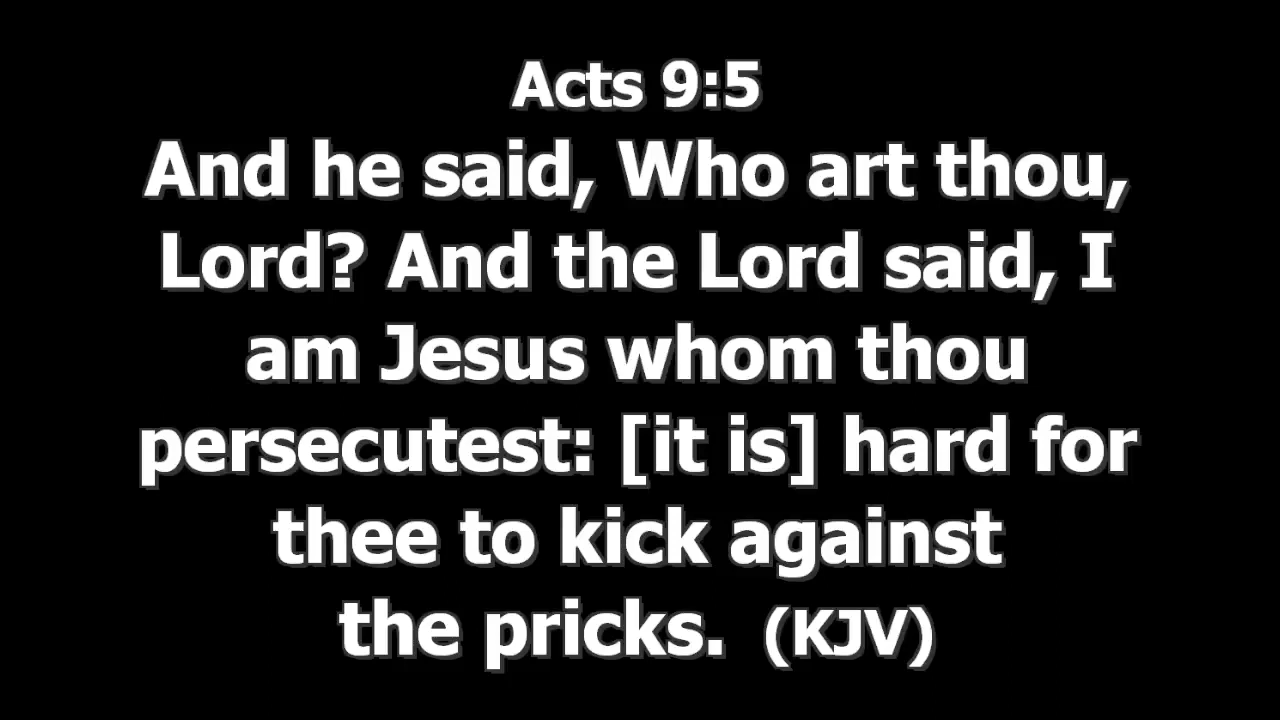 Acts 9:5
And he said, Who art thou,
Lord? And the Lord said, I
am Jesus whom thou
persecutest: [it is] hard for
thee to kick against
the pricks. (KJV)